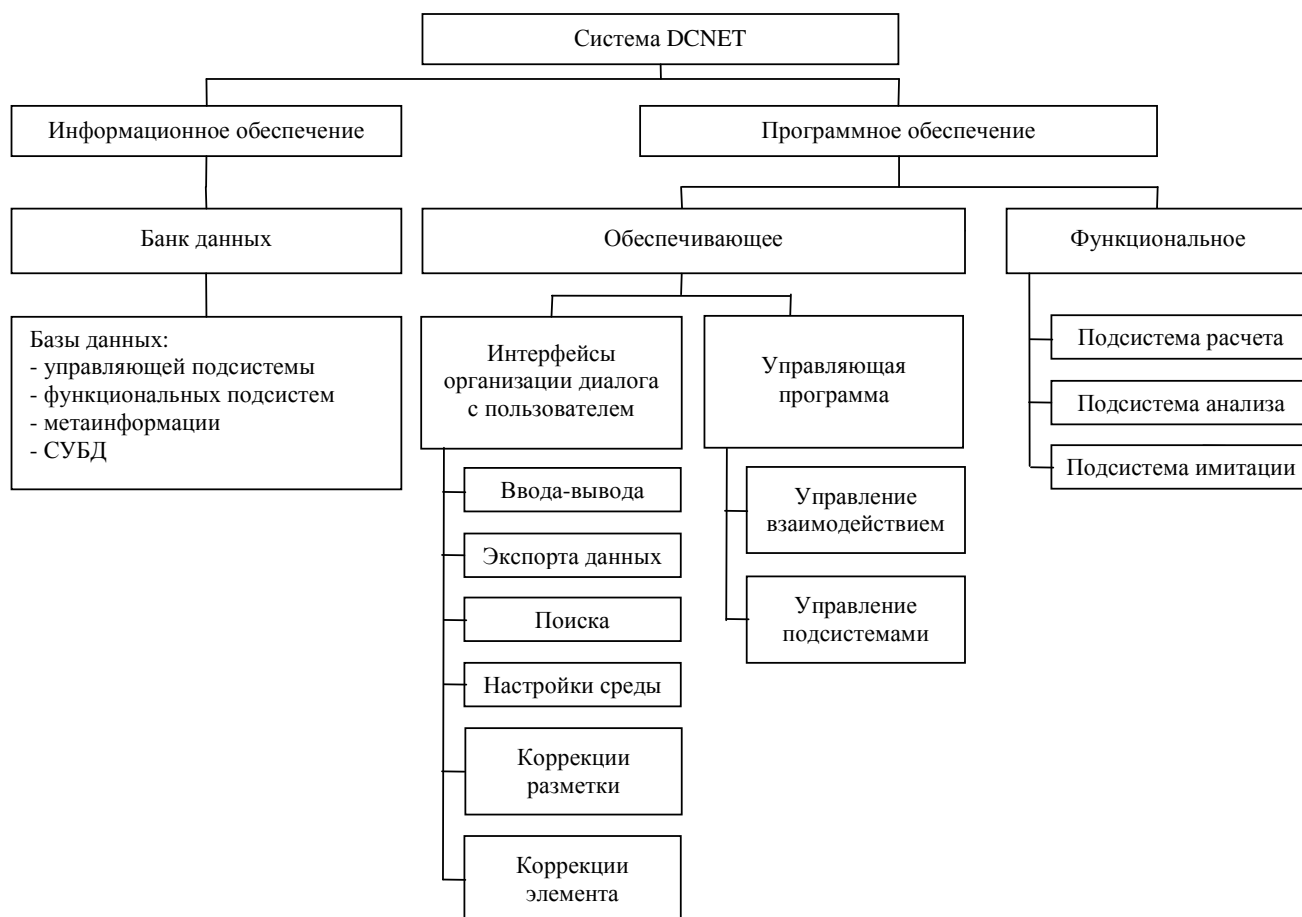 Система DCNET
Информационное обеспечение
Программное обеспечение
Банк данных
Обеспечивающее
Функциональное
Базы данных:
- управляющей подсистемы
- функциональных подсистем
- метаинформации
- СУБД
Интерфейсы
организации диалога
с пользователем
Управляющая
программа
Подсистема расчета
Подсистема анализа
Подсистема имитации
Ввода-вывода
Экспорта данных
Поиска
Настройки среды
Коррекции
разметки
Коррекции
элемента
Управление
взаимодействием
Управление
подсистемами